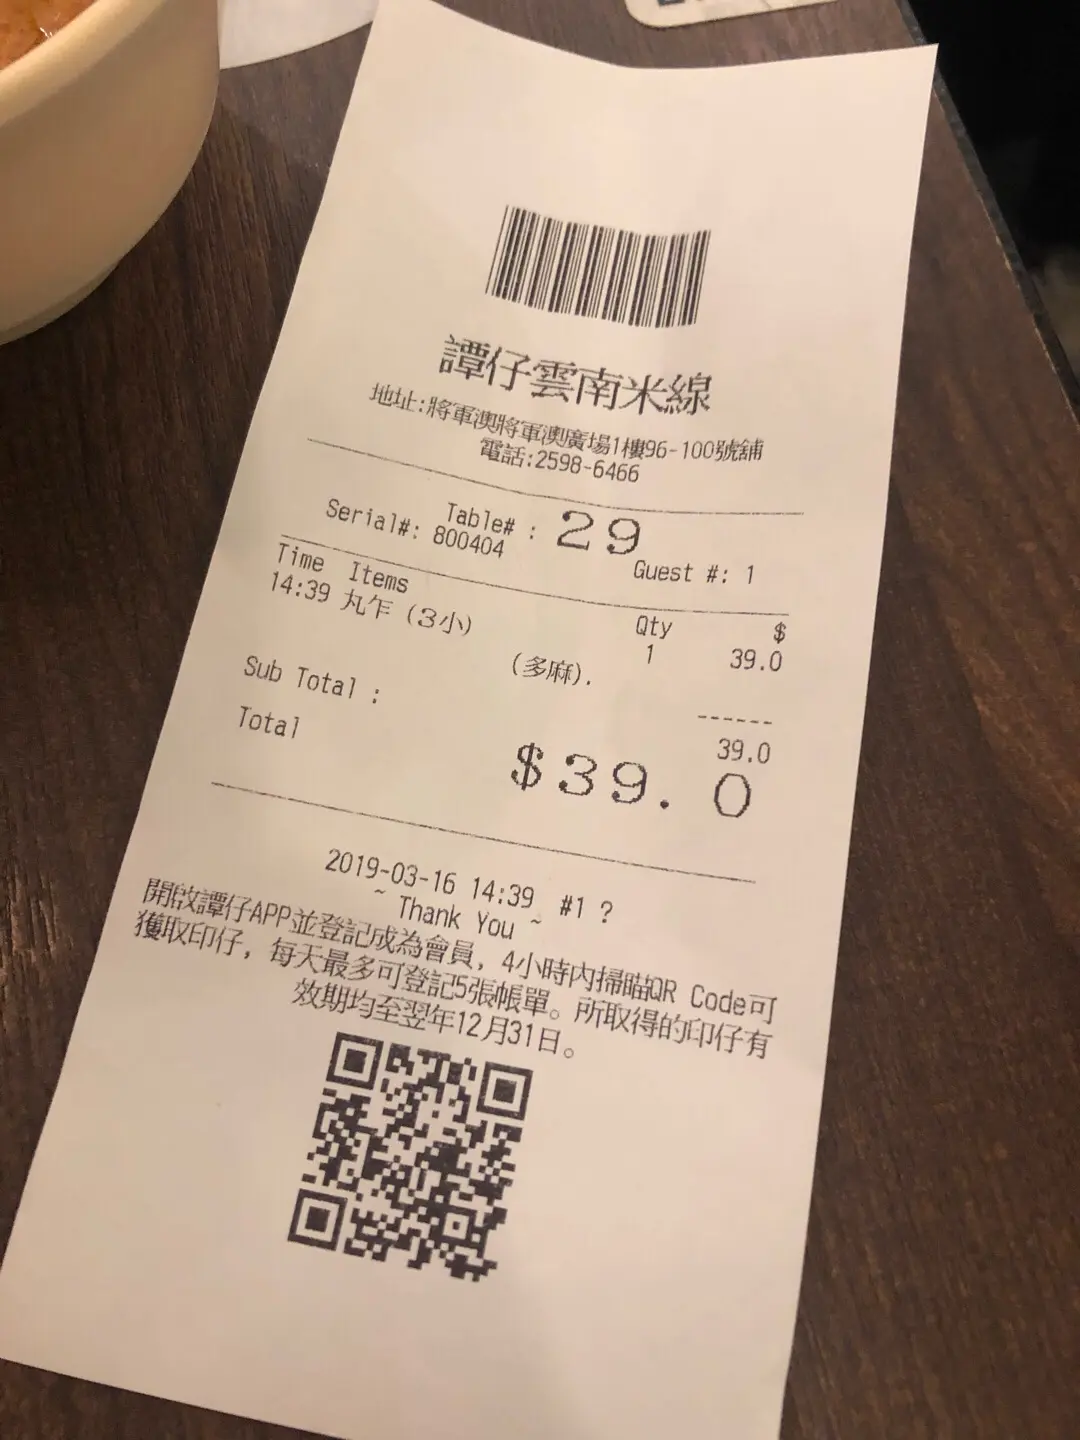 譚仔雲南米線
地址:將軍澳將軍澳廣場1樓96-100號舖
電話:2598-6466
Table# : 29
Serial#: 800404 Guest #: 1
Time Items Qty $
14:39 丸乍 (3小) 1 39.0
(多麻).
------
Sub Total : 39.0
Total $39.0
2019-03-16 14:39 #1 ?
~ Thank You ~
開啟譚仔APP並登記成為會員, 4小時內掃瞄QR Code可
獲取印仔, 每天最多可登記5張帳單。所取得的印仔有
效期均至翌年12月31日。